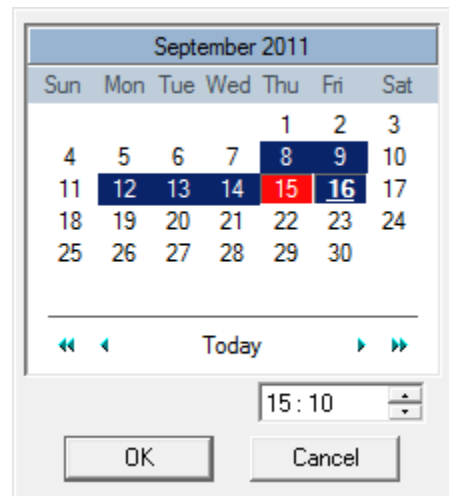 September 2011
Sun Mon Tue Wed Thu Fri Sat
1 2 3
4 5 6 7 8 9 10
11 12 13 14 15 16 17
18 19 20 21 22 23 24
25 26 27 28 29 30
Today
15:10
OK Cancel